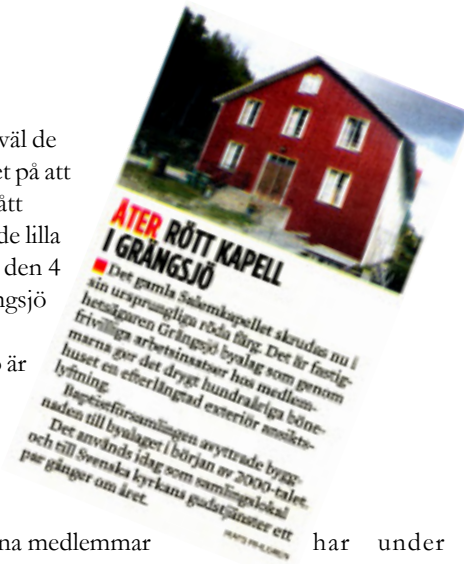 väl de
et på att
ått
de lilla
den 4
ngsjö
ö är
ÅTER RÖTT KAPELL
I GRÄNGSJÖ
Det gamla Salemkapellet skrudas nu i
sin ursprungliga röda färg. Det är fastig-
hetsägaren Grängsjö byalag som genom
frivilliga arbetsinsatser hos medlem-
marna ger det drygt hundraåriga böne-
huset en efterlängtad exteriör ansikts-
lyftning.
Baptistförsamlingen avyttrade bygg-
naden till byalaget i början av 2000-talet.
Det används idag som samlingslokal
och till Svenska kyrkans gudstjänster ett
par gånger om året.
MATS
na medlemmar har under